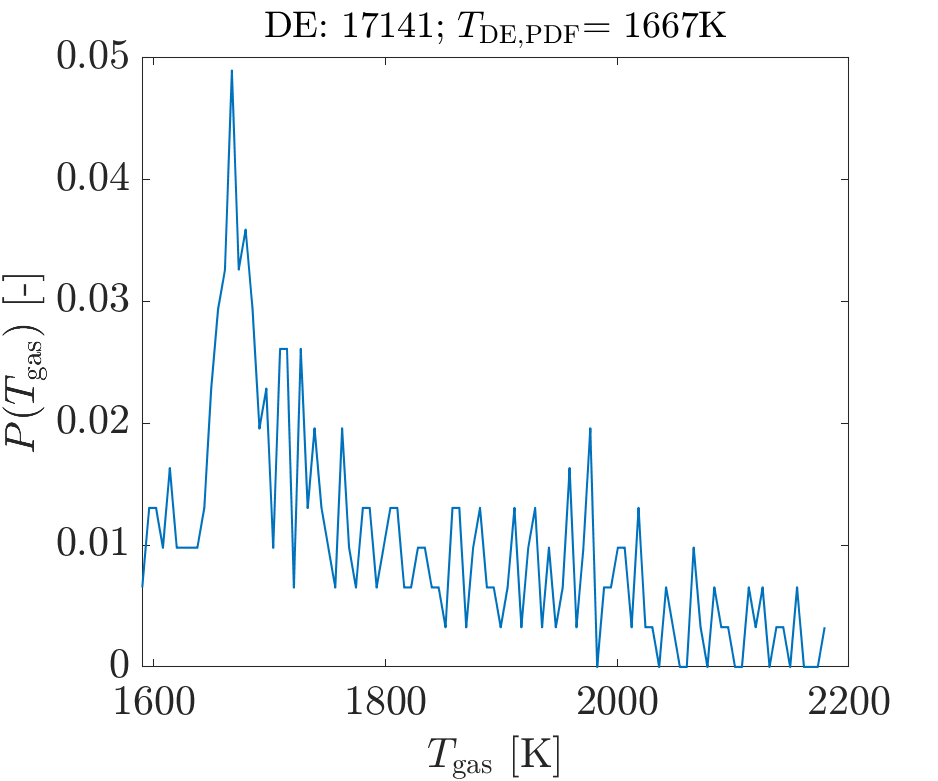 DE: 17141; T_DE,PDF= 1667K
0.05
0.04
0.03
0.02
0.01
0
P(T_gas) [-]
1600 1800 2000 2200
T_gas [K]